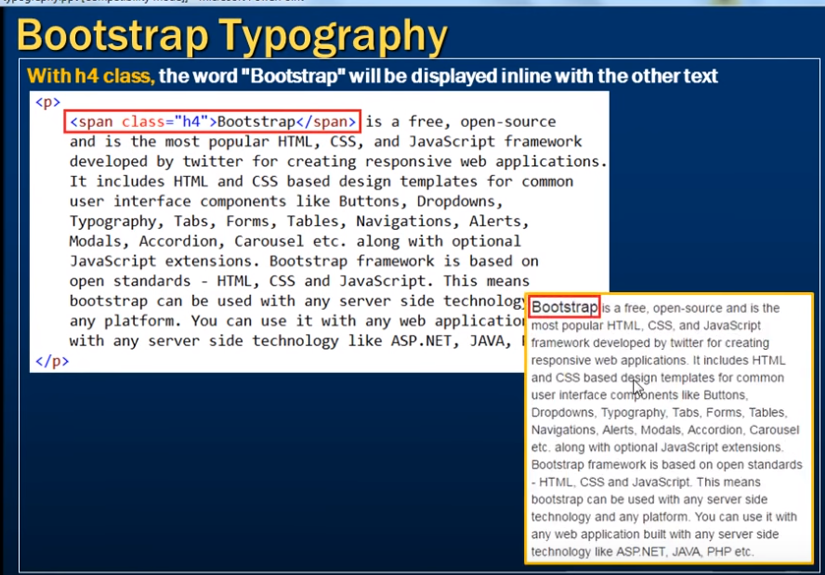 Bootstrap Typography
With h4 class, the word "Bootstrap" will be displayed inline with the other text
<p>
<span class="h4">Bootstrap</span> is a free, open-source
and is the most popular HTML, CSS, and JavaScript framework
developed by twitter for creating responsive web applications.
It includes HTML and CSS based design templates for common
user interface components like Buttons, Dropdowns,
Typography, Tabs, Forms, Tables, Navigations, Alerts,
Modals, Accordion, Carousel etc. along with optional
JavaScript extensions. Bootstrap framework is based on
open standards - HTML, CSS and JavaScript. This means
bootstrap can be used with any server side technology
any platform. You can use it with any web application
with any server side technology like ASP.NET, JAVA,
</p>
Bootstrap is a free, open-source and is the
most popular HTML, CSS, and JavaScript
framework developed by twitter for creating
responsive web applications. It includes HTML
and CSS based design templates for common
user interface components like Buttons,
Dropdowns, Typography, Tabs, Forms, Tables,
Navigations, Alerts, Modals, Accordion, Carousel
etc. along with optional JavaScript extensions.
Bootstrap framework is based on open standards
- HTML, CSS and JavaScript. This means
bootstrap can be used with any server side
technology and any platform. You can use it with
any web application built with any server side
technology like ASP.NET, JAVA, PHP etc.